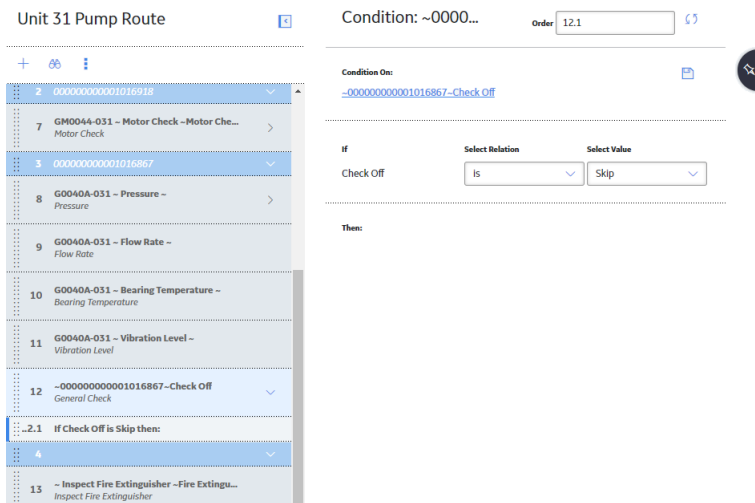 Unit 31 Pump Route
2 000000000001016918
7 GM0044-031 ~ Motor Check ~Motor Che...
Motor Check
3 000000000001016867
8 G0040A-031 ~ Pressure ~
Pressure
9 G0040A-031 ~ Flow Rate ~
Flow Rate
10 G0040A-031 ~ Bearing Temperature ~
Bearing Temperature
11 G0040A-031 ~ Vibration Level ~
Vibration Level
12 ~000000000001016867~Check Off
General Check
..2.1 If Check Off is Skip then:
4
13 ~ Inspect Fire Extinguisher ~Fire Extingu...
Inspect Fire Extinguisher
Condition: ~0000...
Order 12.1
Condition On:
~000000000001016867~Check Off
If Select Relation Select Value
Check Off is Skip
Then: